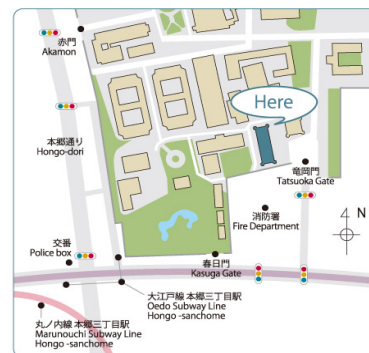 赤門
Akamon
Here
本郷通り
Hongo-dori
竜岡門
Tatsuoka Gate
消防署
Fire Department
4 N
交番
Police box
春日門
Kasuga Gate
大江戸線 本郷三丁目駅
Oedo Subway Line
Hongo -sanchome
丸ノ内線 本郷三丁目駅
Marunouchi Subway Line
Hongo -sanchome